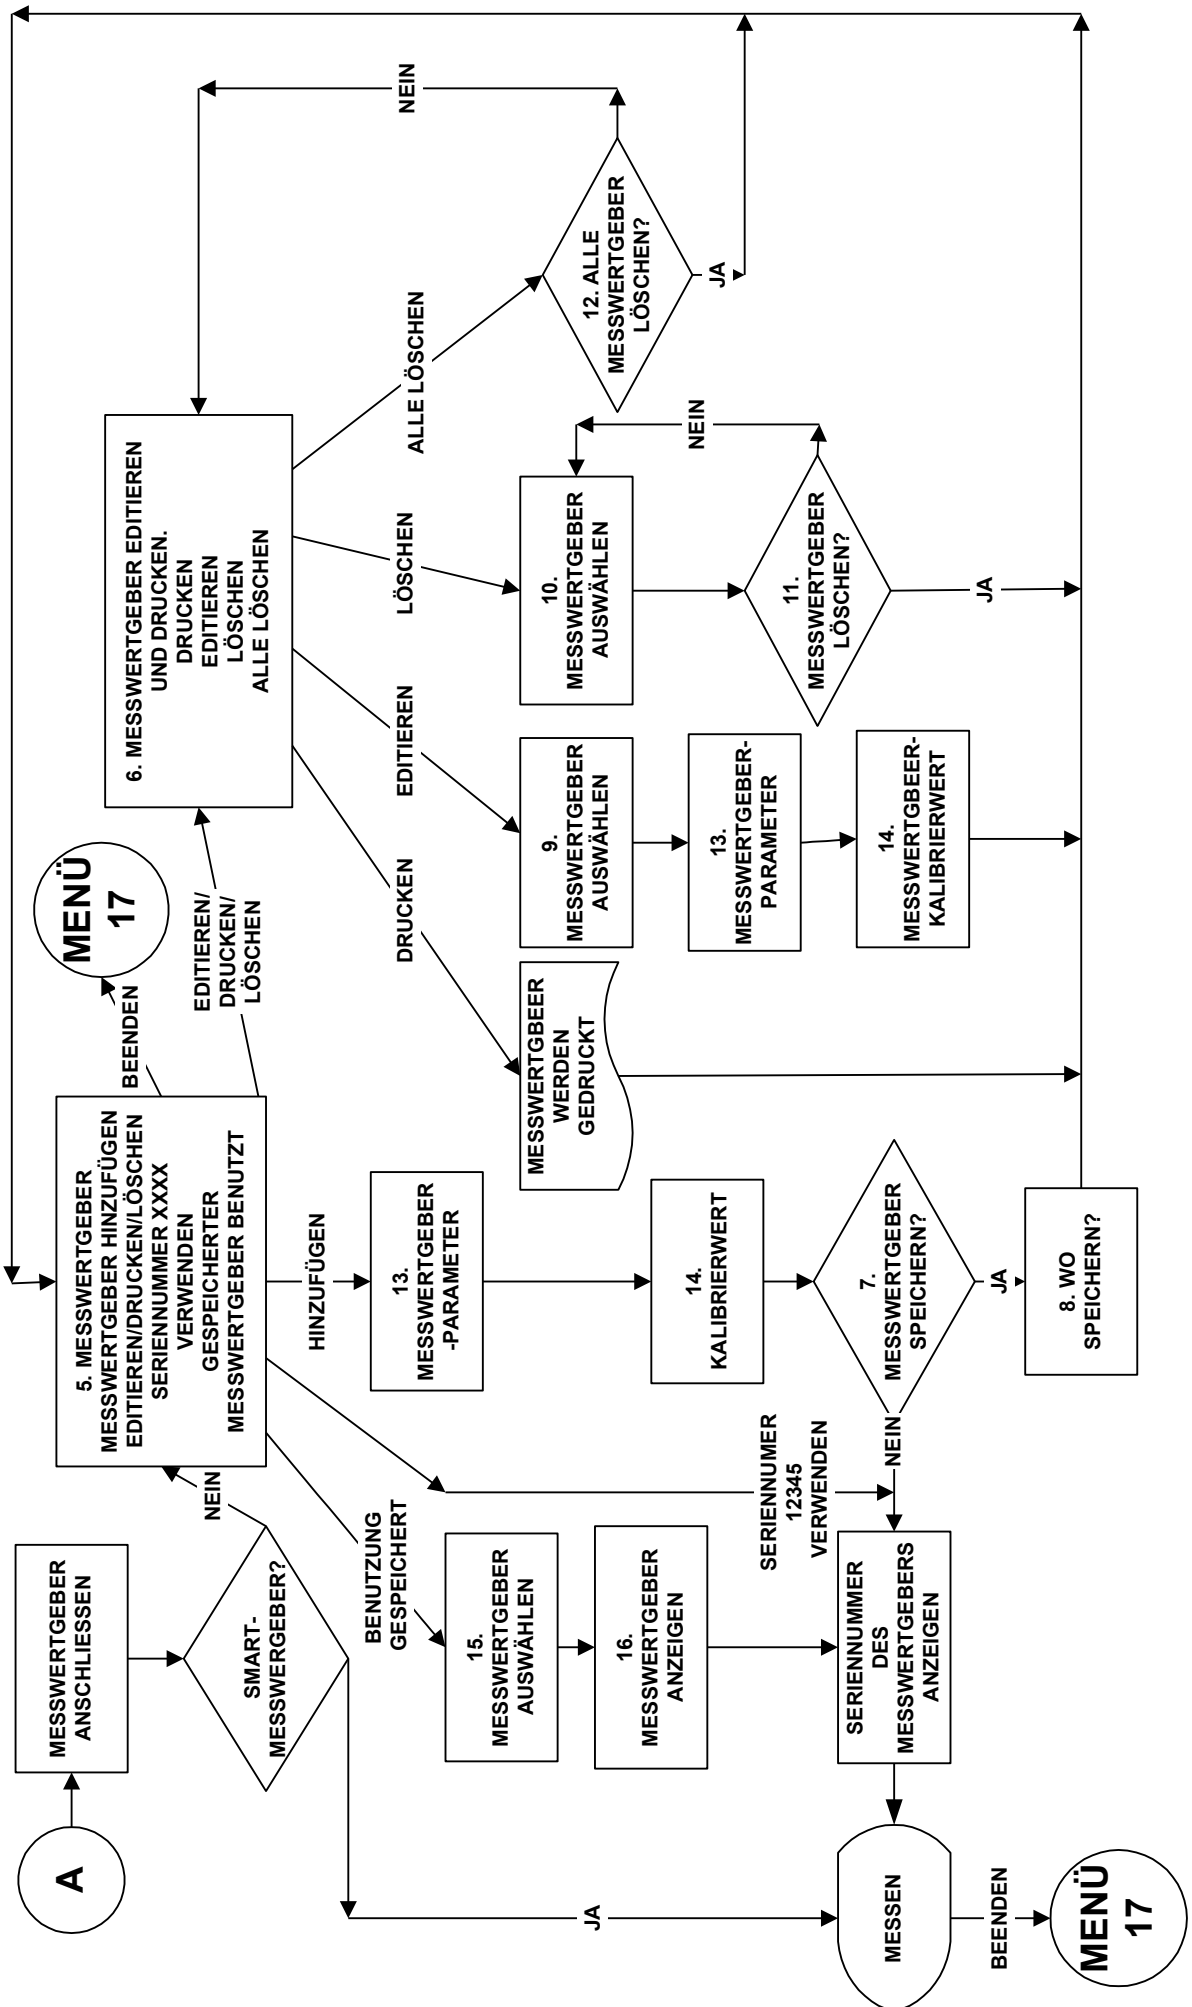 A
MESSWERTGEBER
ANSCHLIESSEN
SMART-
MESSWERGEBER?
NEIN
JA
5. MESSWERTGEBER
MESSWERTGEBER HINZUFÜGEN
EDITIEREN/DRUCKEN/LÖSCHEN
SERIENNUMMER XXXX
VERWENDEN
GESPEICHERTER
MESSWERTGEBER BENUTZT
BEENDEN
MENÜ
17
EDITIEREN/
DRUCKEN/
LÖSCHEN
6. MESSWERTGEBER EDITIEREN
UND DRUCKEN.
DRUCKEN
EDITIEREN
LÖSCHEN
ALLE LÖSCHEN
NEIN
BENUTZUNG
GESPEICHERT
HINZUFÜGEN
DRUCKEN
EDITIEREN
LÖSCHEN
ALLE LÖSCHEN
15.
MESSWERTGEBER
AUSWÄHLEN
16.
MESSWERTGEBER
ANZEIGEN
13.
MESSWERTGEBER
-PARAMETER
14.
KALIBRIERWERT
MESSWERTGBEER
WERDEN
GEDRUCKT
9.
MESSWERTGEBER
AUSWÄHLEN
13.
MESSWERTGEBER-
PARAMETER
14.
MESSWERTGBEER-
KALIBRIERWERT
10.
MESSWERTGEBER
AUSWÄHLEN
NEIN
11.
MESSWERTGEBER
LÖSCHEN?
JA
12. ALLE
MESSWERTGEBER
LÖSCHEN?
JA
SERIENNUMER
12345
VERWENDEN
NEIN
7.
MESSWERTGEBER
SPEICHERN?
JA
8. WO
SPEICHERN?
SERIENNUMMER
DES
MESSWERTGEBERS
ANZEIGEN
MESSEN
BEENDEN
MENÜ
17